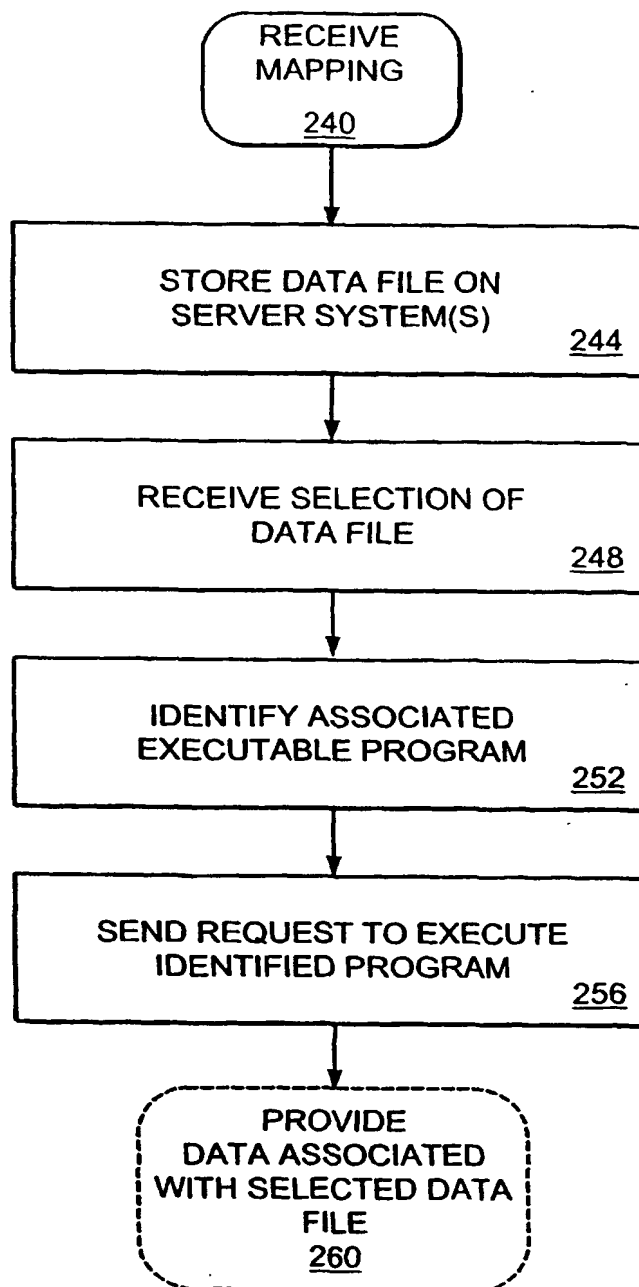 RECEIVE
MAPPING
240
STORE DATA FILE ON
SERVER SYSTEM(S)
244
RECEIVE SELECTION OF
DATA FILE
248
IDENTIFY ASSOCIATED
EXECUTABLE PROGRAM
252
SEND REQUEST TO EXECUTE
IDENTIFIED PROGRAM
256
PROVIDE
DATA ASSOCIATED
WITH SELECTED DATA
FILE
260